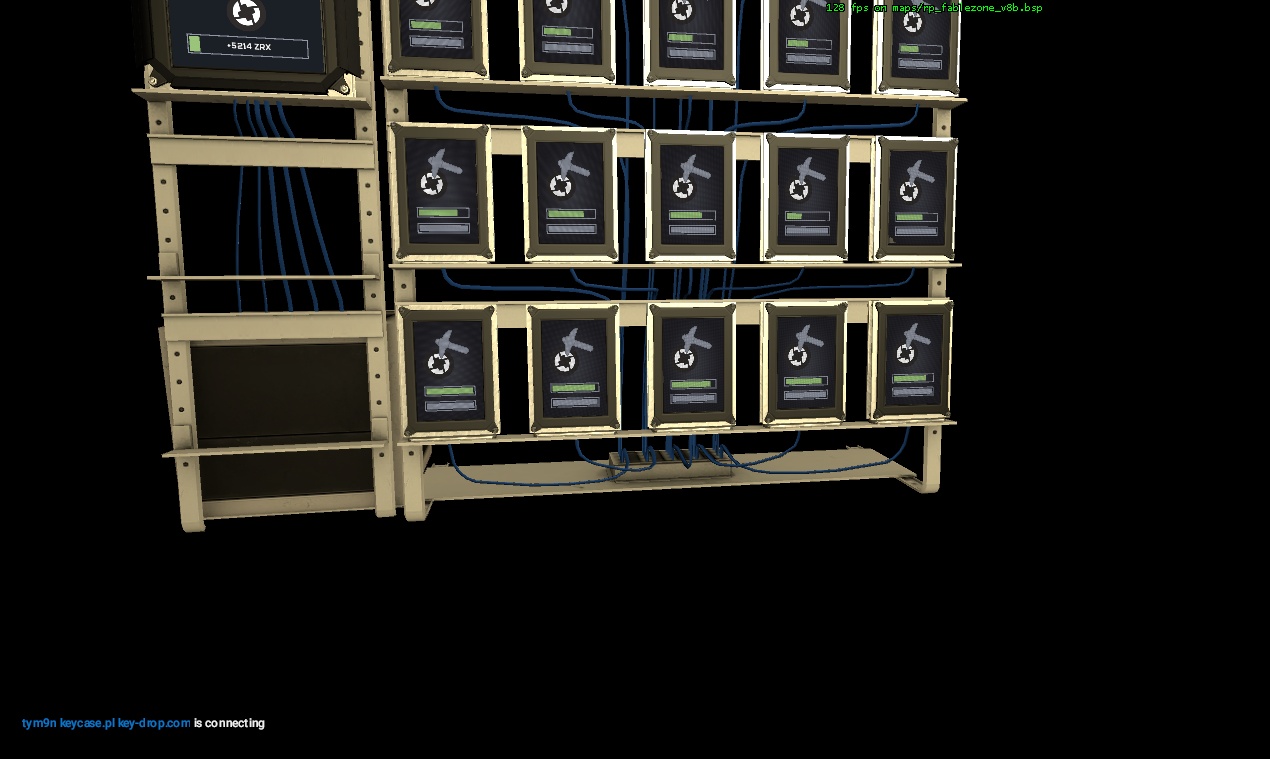 128 fps on maps/rp_fablezone_v8b.bsp
+5214 ZRX
tym9n keycase.pl key-drop.com is connecting